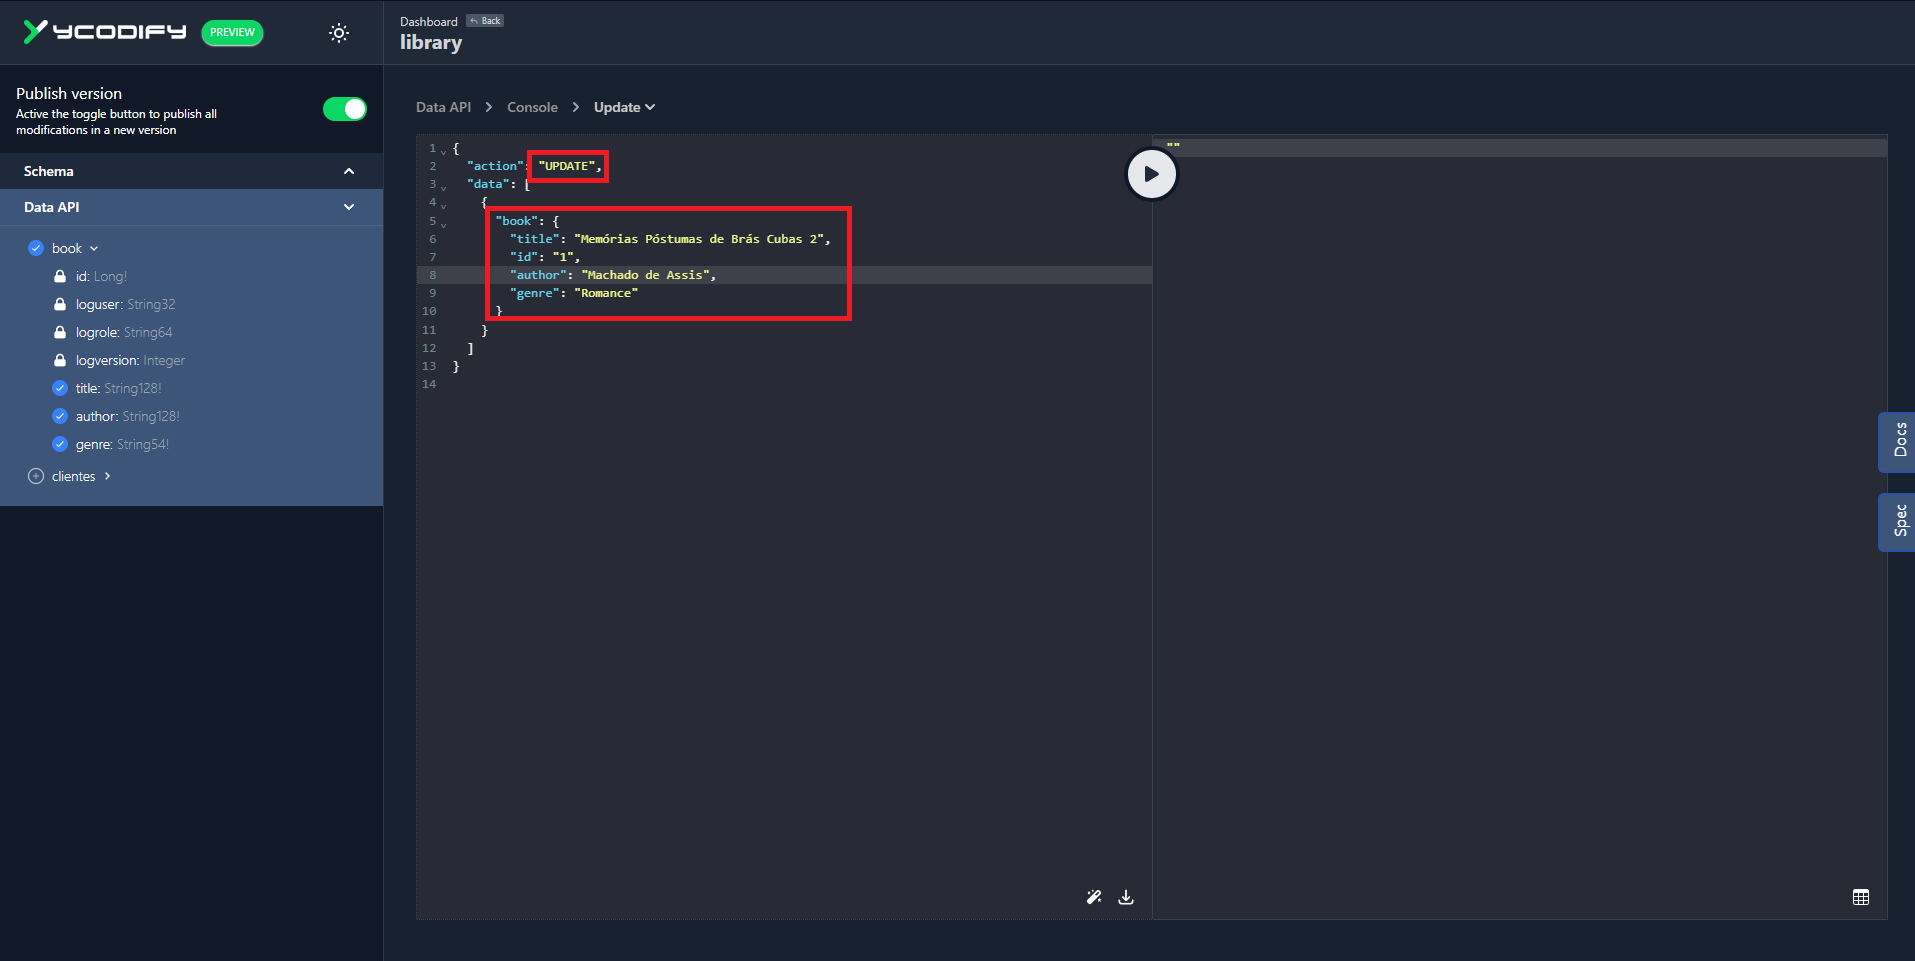 YCODIFY
PREVIEW
Dashboard
Back
library
Publish version
Active the toggle button to publish all
modifications in a new version
Schema
Data API
book
id: Long!
loguser: String32
logrole: String64
logversion: Integer
title: String128!
author: String128!
genre: String54!
clientes
Data API > Console > Update
1 {
2 "action": "UPDATE",
3 "data": [
4 {
5 "book": {
6 "title": "Memórias Póstumas de Brás Cubas 2",
7 "id": "1",
8 "author": "Machado de Assis",
9 "genre": "Romance"
10 }
11 }
12 ]
13 }
14
""
Docs
Spec